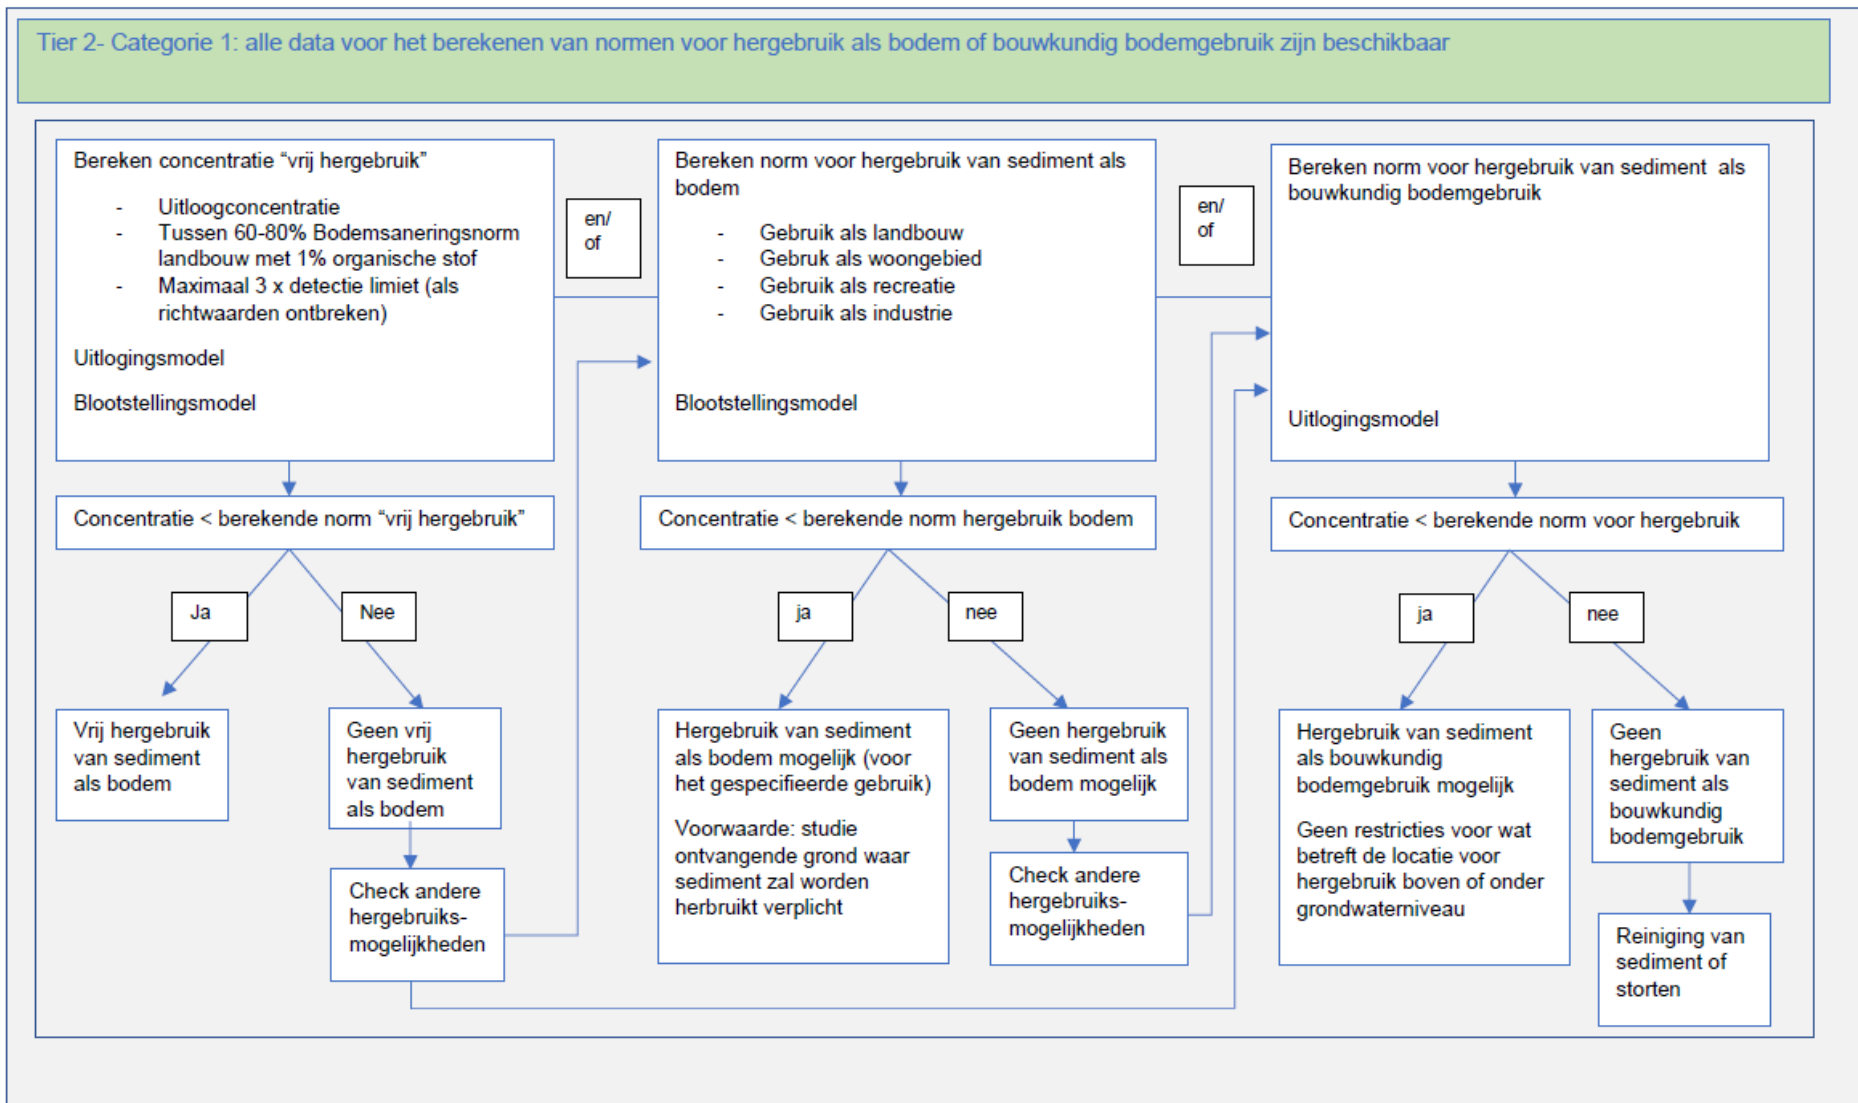 Tier 2- Categorie 1: alle data voor het berekenen van normen voor hergebruik als bodem of bouwkundig bodemgebruik zijn beschikbaar
Bereken concentratie “vrij hergebruik”
- Uitloogconcentratie
- Tussen 60-80% Bodemsaneringsnorm
landbouw met 1% organische stof
- Maximaal 3 x detectie limiet (als
richtwaarden ontbreken)
Uitlogingsmodel
Blootstellingsmodel
en/
of
Bereken norm voor hergebruik van sediment als
bodem
- Gebruik als landbouw
- Gebruk als woongebied
- Gebruik als recreatie
- Gebruik als industrie
Blootstellingsmodel
en/
of
Bereken norm voor hergebruik van sediment als
bouwkundig bodemgebruik
Uitlogingsmodel
Concentratie < berekende norm “vrij hergebruik”
Concentratie < berekende norm hergebruik bodem
Concentratie < berekende norm voor hergebruik
Ja
Nee
ja
nee
ja
nee
Vrij hergebruik
van sediment
als bodem
Geen vrij
hergebruik
van sediment
als bodem
Check andere
hergebruiks-
mogelijkheden
Hergebruik van sediment
als bodem mogelijk (voor
het gespecifieerde gebruik)
Voorwaarde: studie
ontvangende grond waar
sediment zal worden
herbruikt verplicht
Geen hergebruik
van sediment als
bodem mogelijk
Check andere
hergebruiks-
mogelijkheden
Hergebruik van sediment
als bouwkundig
bodemgebruik mogelijk
Geen restricties voor wat
betreft de locatie voor
hergebruik boven of onder
grondwaterniveau
Geen
hergebruik van
sediment als
bouwkundig
bodemgebruik
Reiniging van
sediment of
storten